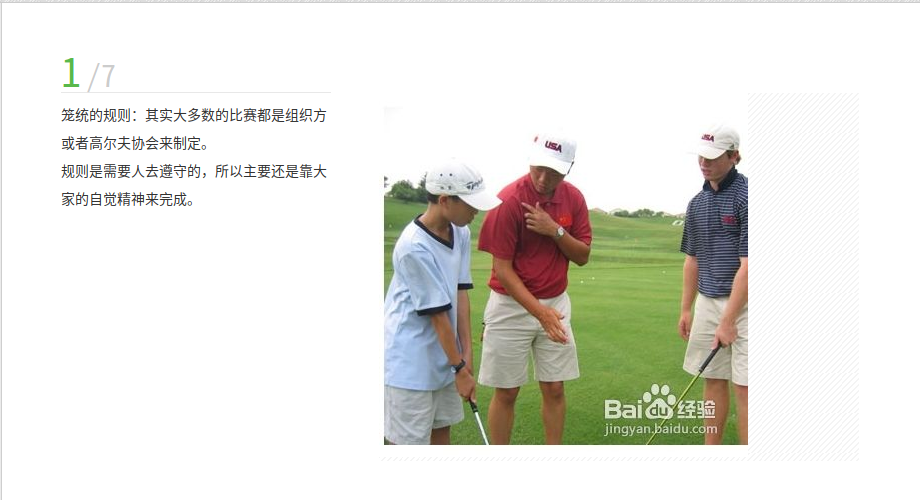 1/7
笼统的规则：其实大多数的比赛都是组织方
或者高尔夫协会来制定。
规则是需要人去遵守的，所以主要还是靠大
家的自觉精神来完成。
USA
USA
Bai 经验
jingyan.baidu.com